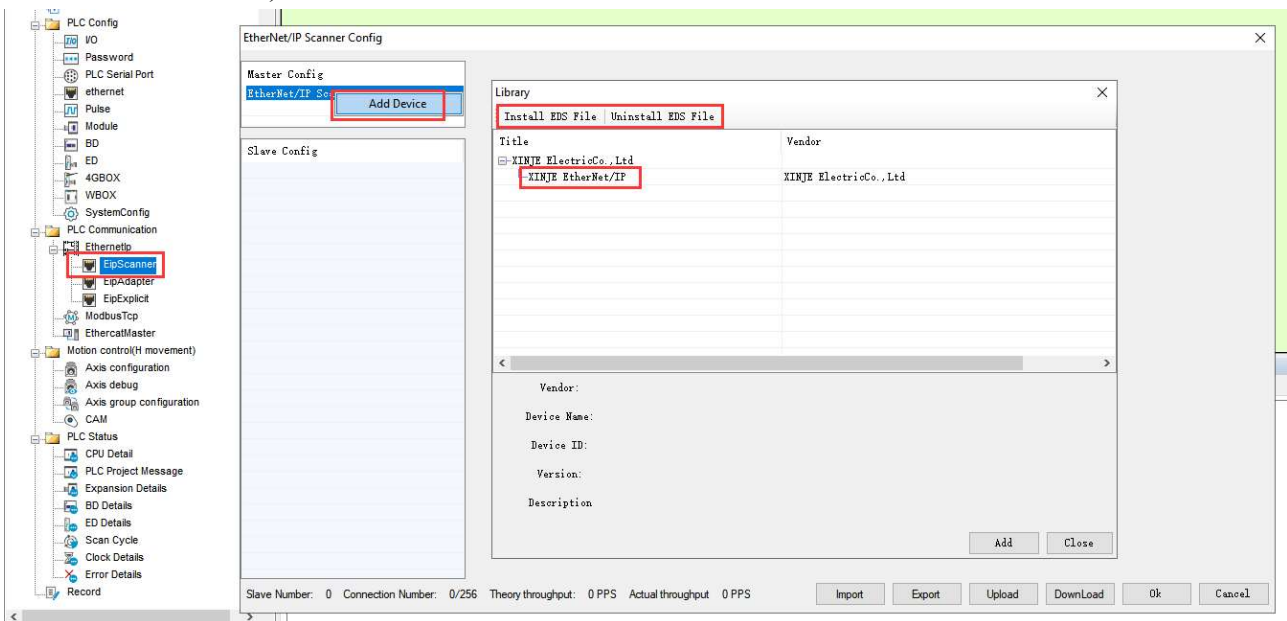 PLC Config
I/O
Password
PLC Serial Port
ethernet
Pulse
Module
BD
ED
4GBOX
WBOX
SystemConfig
PLC Communication
EthernetIp
EipScanner
EipAdapter
EipExplicit
ModbusTcp
EthercatMaster
Motion control(H movement)
Axis configuration
Axis debug
Axis group configuration
CAM
PLC Status
CPU Detail
PLC Project Message
Expansion Details
BD Details
ED Details
Scan Cycle
Clock Details
Error Details
Record
EtherNet/IP Scanner Config
Master Config
EtherNet/IP Sca
Add Device
Slave Config
Library
Install EDS File Uninstall EDS File
Title Vendor
XINJE ElectricCo.,Ltd
XINJE EtherNet/IP XINJE ElectricCo.,Ltd
Vendor:
Device Name:
Device ID:
Version:
Description
Add Close
Slave Number: 0 Connection Number: 0/256 Theory throughput: 0 PPS Actual throughput 0 PPS Import Export Upload DownLoad Ok Cancel